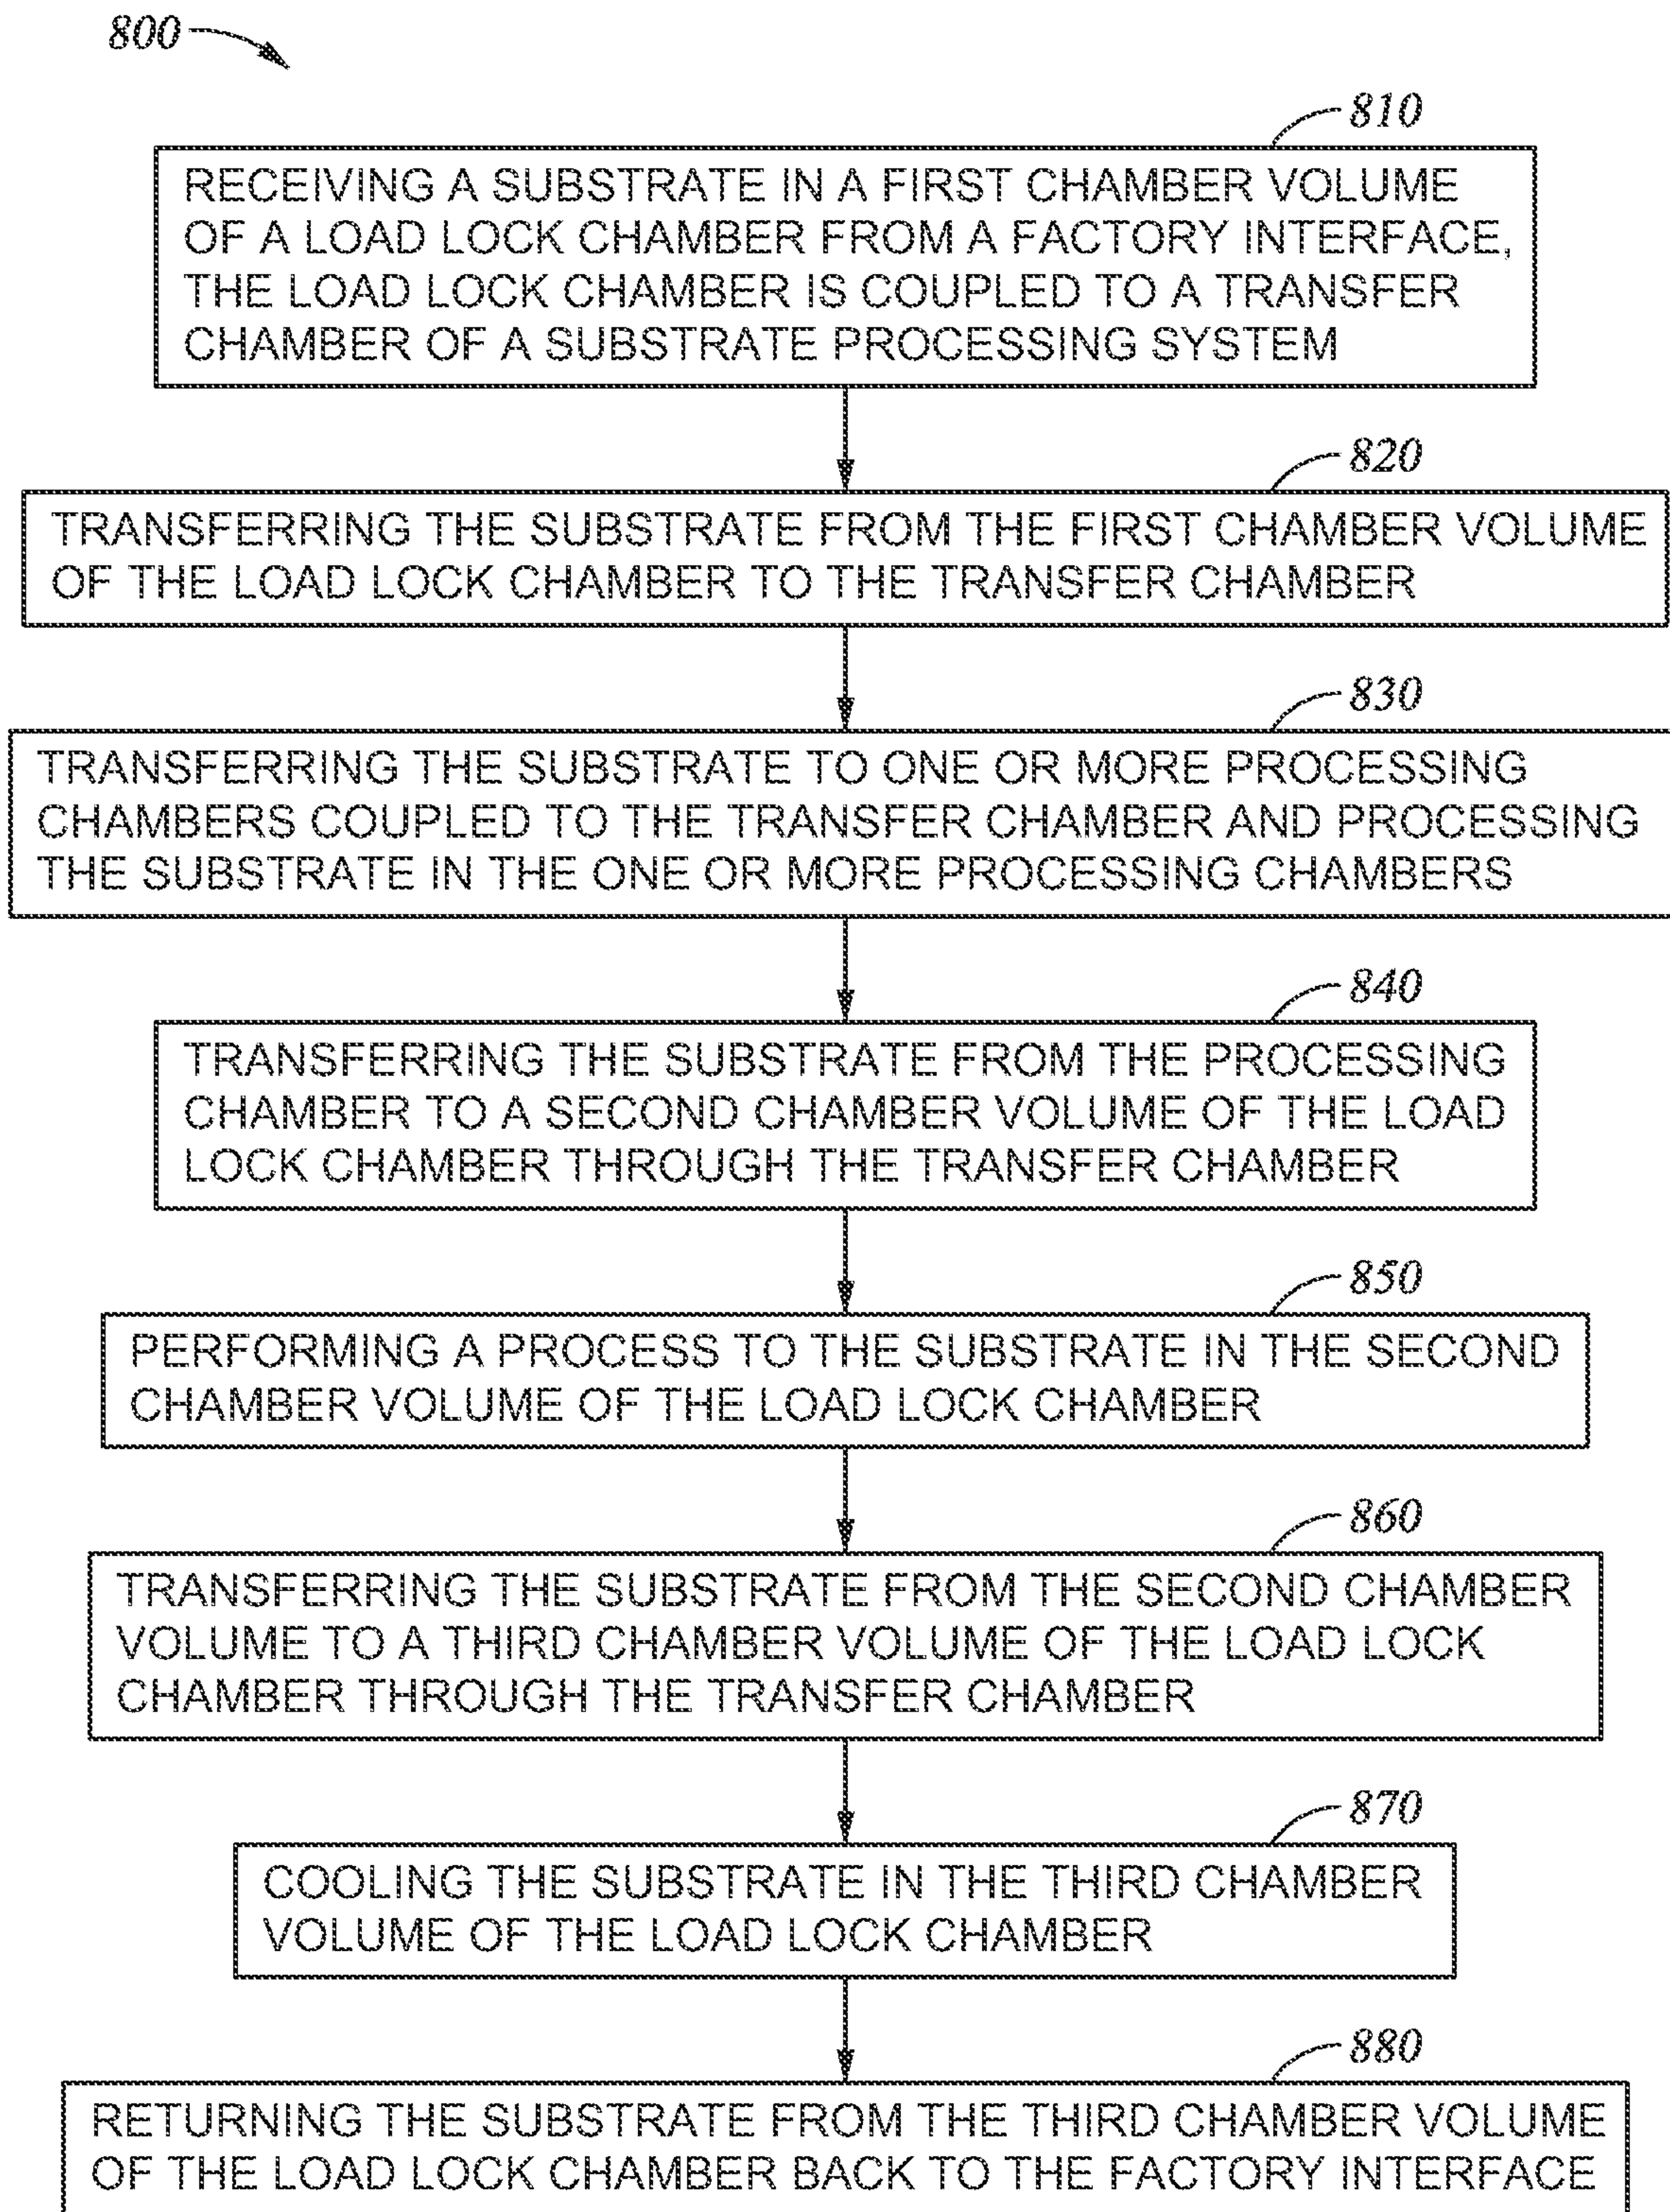 800
810
RECEIVING A SUBSTRATE IN A FIRST CHAMBER VOLUME
OF A LOAD LOCK CHAMBER FROM A FACTORY INTERFACE,
THE LOAD LOCK CHAMBER IS COUPLED TO A TRANSFER
CHAMBER OF A SUBSTRATE PROCESSING SYSTEM
820
TRANSFERRING THE SUBSTRATE FROM THE FIRST CHAMBER VOLUME
OF THE LOAD LOCK CHAMBER TO THE TRANSFER CHAMBER
830
TRANSFERRING THE SUBSTRATE TO ONE OR MORE PROCESSING
CHAMBERS COUPLED TO THE TRANSFER CHAMBER AND PROCESSING
THE SUBSTRATE IN THE ONE OR MORE PROCESSING CHAMBERS
840
TRANSFERRING THE SUBSTRATE FROM THE PROCESSING
CHAMBER TO A SECOND CHAMBER VOLUME OF THE LOAD
LOCK CHAMBER THROUGH THE TRANSFER CHAMBER
850
PERFORMING A PROCESS TO THE SUBSTRATE IN THE SECOND
CHAMBER VOLUME OF THE LOAD LOCK CHAMBER
860
TRANSFERRING THE SUBSTRATE FROM THE SECOND CHAMBER
VOLUME TO A THIRD CHAMBER VOLUME OF THE LOAD LOCK
CHAMBER THROUGH THE TRANSFER CHAMBER
870
COOLING THE SUBSTRATE IN THE THIRD CHAMBER
VOLUME OF THE LOAD LOCK CHAMBER
880
RETURNING THE SUBSTRATE FROM THE THIRD CHAMBER VOLUME
OF THE LOAD LOCK CHAMBER BACK TO THE FACTORY INTERFACE